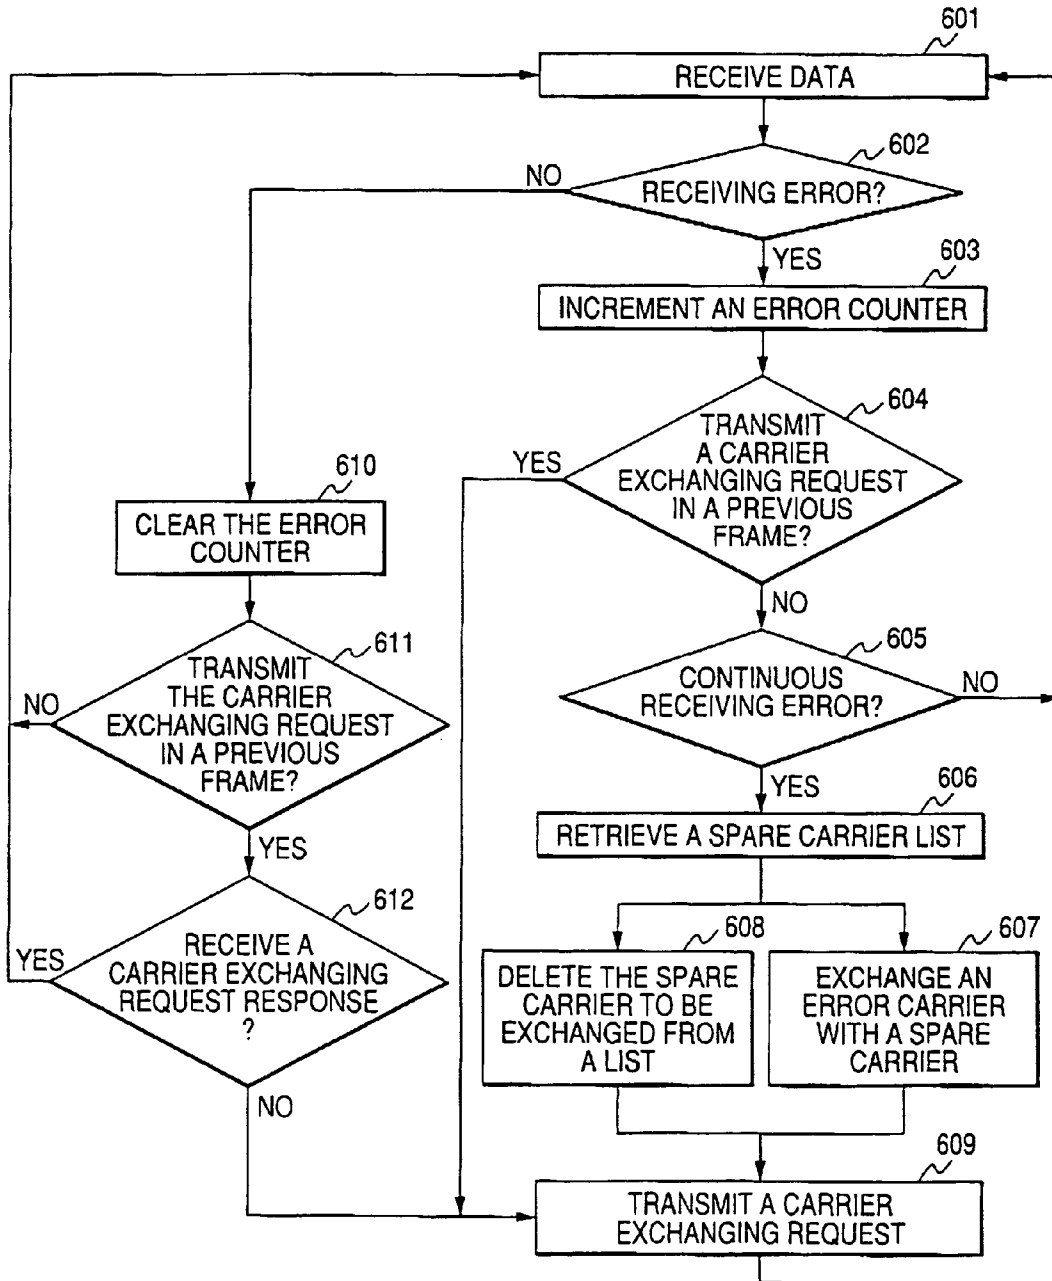 601
RECEIVE DATA
602
NO
RECEIVING ERROR?
YES
603
INCREMENT AN ERROR COUNTER
604
TRANSMIT
A CARRIER
EXCHANGING REQUEST
IN A PREVIOUS
FRAME?
YES
NO
610
CLEAR THE ERROR
COUNTER
611
TRANSMIT
THE CARRIER
EXCHANGING REQUEST
IN A PREVIOUS
FRAME?
NO
YES
605
CONTINUOUS
RECEIVING ERROR?
NO
YES
606
RETRIEVE A SPARE CARRIER LIST
612
RECEIVE A
CARRIER EXCHANGING
REQUEST RESPONSE
?
YES
NO
608
DELETE THE SPARE
CARRIER TO BE
EXCHANGED FROM
A LIST
607
EXCHANGE AN
ERROR CARRIER
WITH A SPARE
CARRIER
609
TRANSMIT A CARRIER
EXCHANGING REQUEST